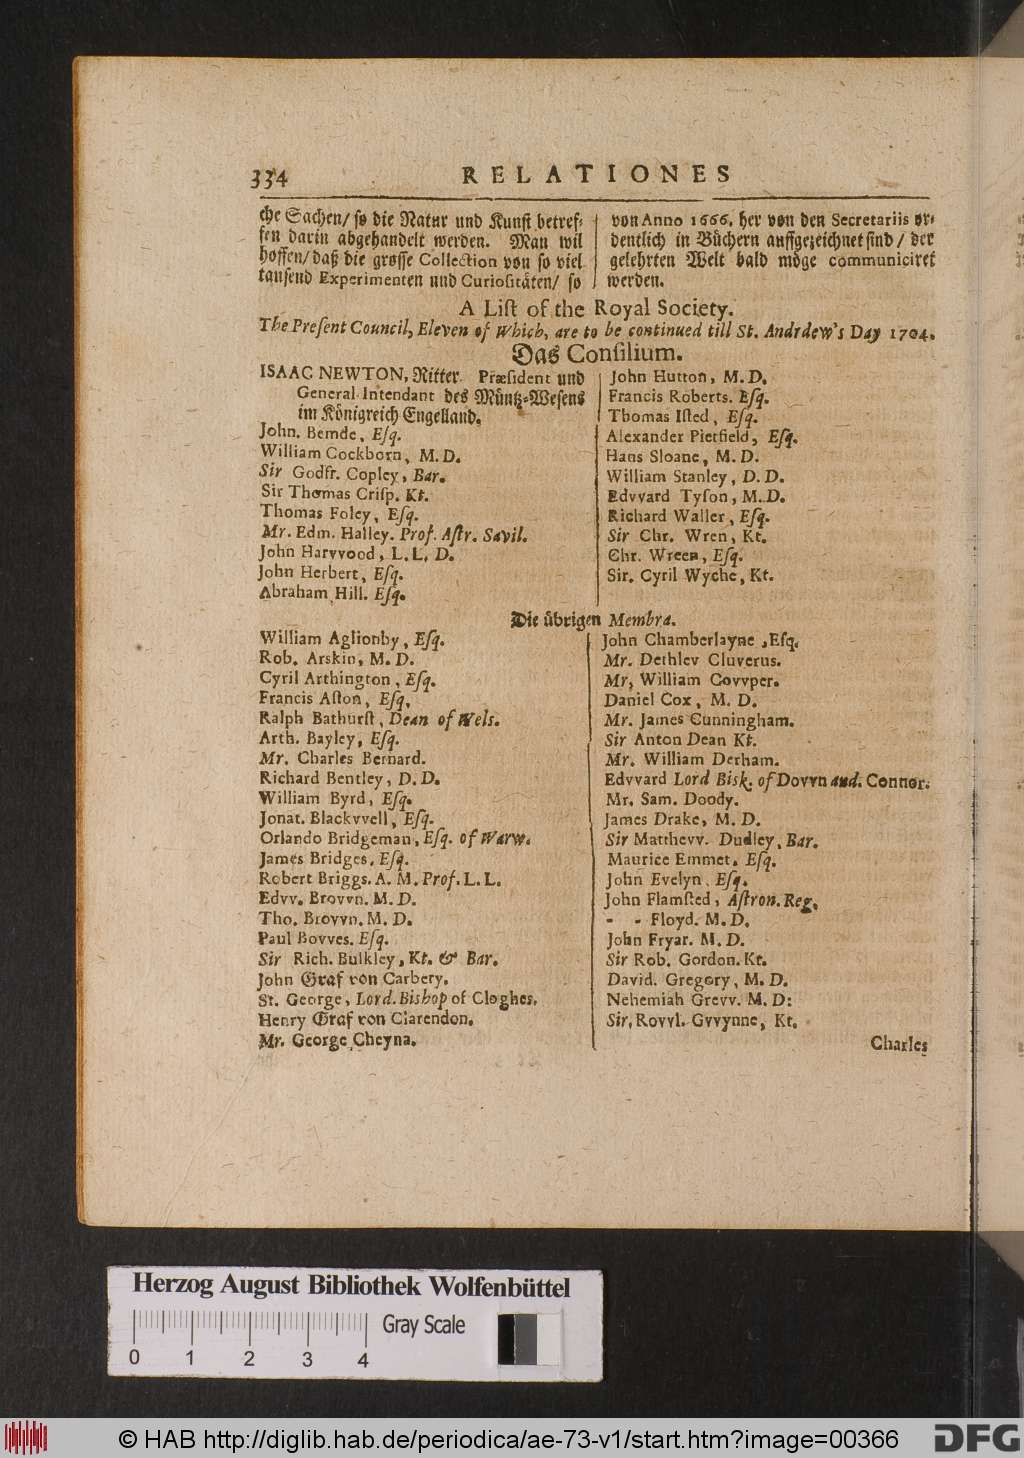 334 RELATIONES
che Sachen/ so die Natur und Kunst betref-
fen darin abgehandelt werden. Man wil
hoffen/ daß die grosse Collection von so viel
tausend Experimenten und Curiositäten/ so
von Anno 1666. her von den Secretariis or-
dentlich in Büchern auffgezeichnet sind/ der
gelehrten Welt bald möge communiciret
werden.
A List of the Royal Society.
The Present Council, Eleven of Which, are to be continued till St. Andrdew's Day 1704.
Das Consilium.
ISAAC NEWTON, Ritter Præsident und
General Intendant des Müntz-Wesens
im Königreich Engelland.
John. Bemde, Esq.
William Cockborn, M. D.
Sir Godfr. Copley, Bar.
Sir Thomas Crisp. Kt.
Thomas Foley, Esq.
Mr. Edm. Halley. Prof. Astr. Savil.
John Harvvood, L. L. D.
John Herbert, Esq.
Abraham Hill. Esq.
John Hutton, M. D.
Francis Roberts. Esq.
Thomas Isted, Esq.
Alexander Pietfield, Esq.
Hans Sloane, M. D.
William Stanley, D. D.
Edvvard Tyson, M. D.
Richard Waller, Esq.
Sir Chr. Wren, Kt.
Chr. Wreen, Esq.
Sir. Cyril Wyche, Kt.
Die übrigen Membra.
William Aglionby, Esq.
Rob. Arskin, M. D.
Cyril Arthington, Esq.
Francis Aston, Esq.
Ralph Bathurst, Dean of Wels.
Arth. Bayley, Esq.
Mr. Charles Bernard.
Richard Bentley, D. D.
William Byrd, Esq.
Jonat. Blackvvell, Esq.
Orlando Bridgeman, Esq. of Warw.
James Bridges, Esq.
Robert Briggs. A. M. Prof. L. L.
Edvv. Brovvn. M. D.
Tho. Brovvn. M. D.
Paul Bovves. Esq.
Sir Rich. Bulkley, Kt. & Bar.
John Graf von Carbery.
St. George, Lord. Bishop of Cloghes.
Henry Graf von Clarendon.
Mr. George Cheyna.
John Chamberlayne, Esq.
Mr. Dethlev Cluverus.
Mr, William Covvper.
Daniel Cox, M. D.
Mr. James Cunningham.
Sir Anton Dean Kt.
Mr. William Derham.
Edvvard Lord Bisk. of Dovvn and. Connor.
Mr. Sam. Doody.
James Drake, M. D.
Sir Matthevv. Dudley, Bar.
Maurice Emmet. Esq.
John Evelyn. Esq.
John Flamsted, Astron. Reg.
- - Floyd. M. D.
John Fryar. M. D.
Sir Rob. Gordon. Kt.
David. Gregory, M. D.
Nehemiah Grevv. M. D:
Sir, Rovvl. Gvvynne, Kt.
Charles
Herzog August Bibliothek Wolfenbüttel
Gray Scale
0 1 2 3 4
© HAB http://diglib.hab.de/periodica/ae-73-v1/start.htm?image=00366
DFG